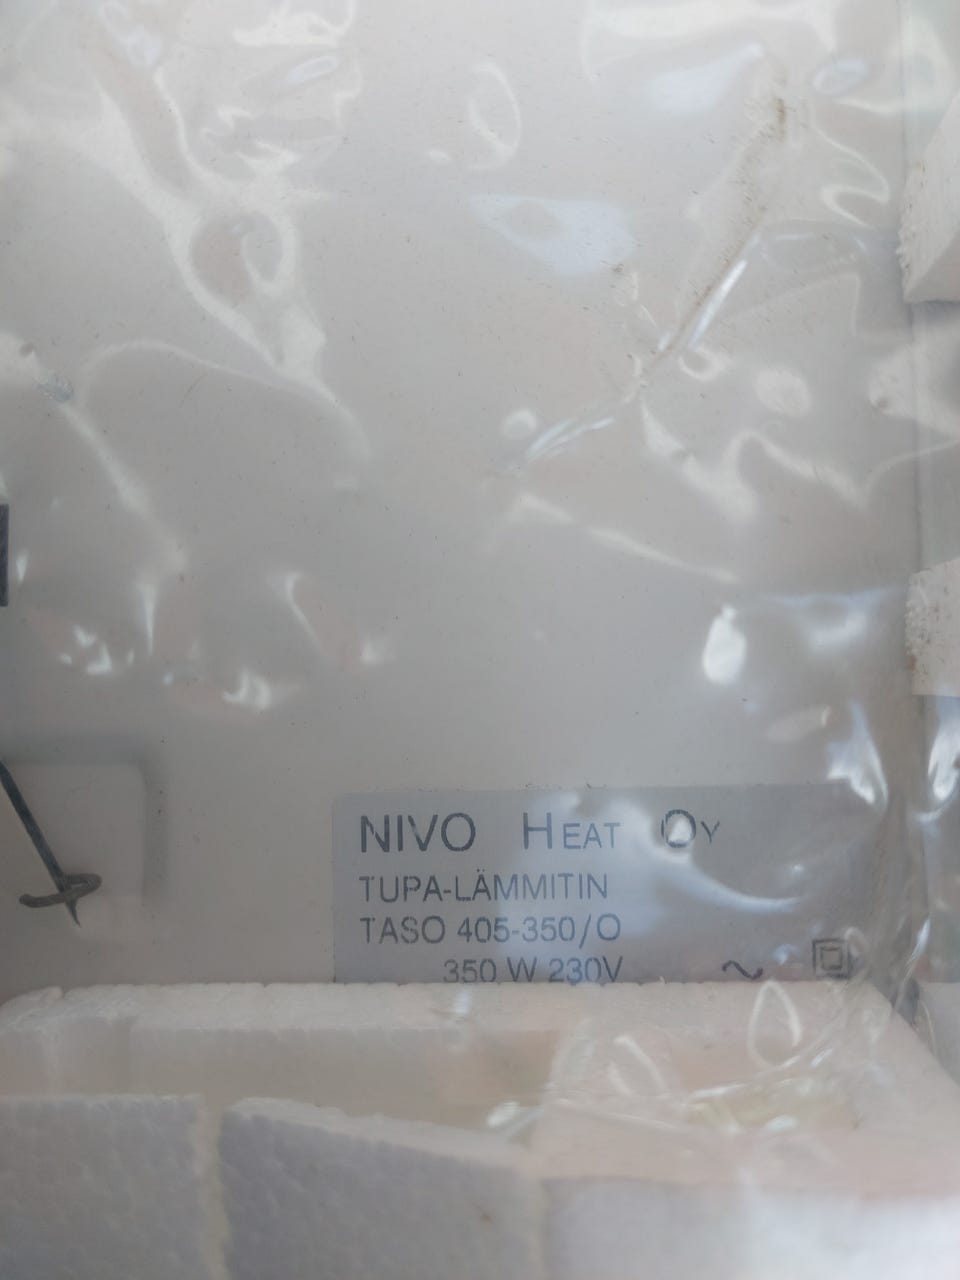 NIVO HEAT OY
TUPA-LÄMMITIN
TASO 405-350/O
350 W 230V ~